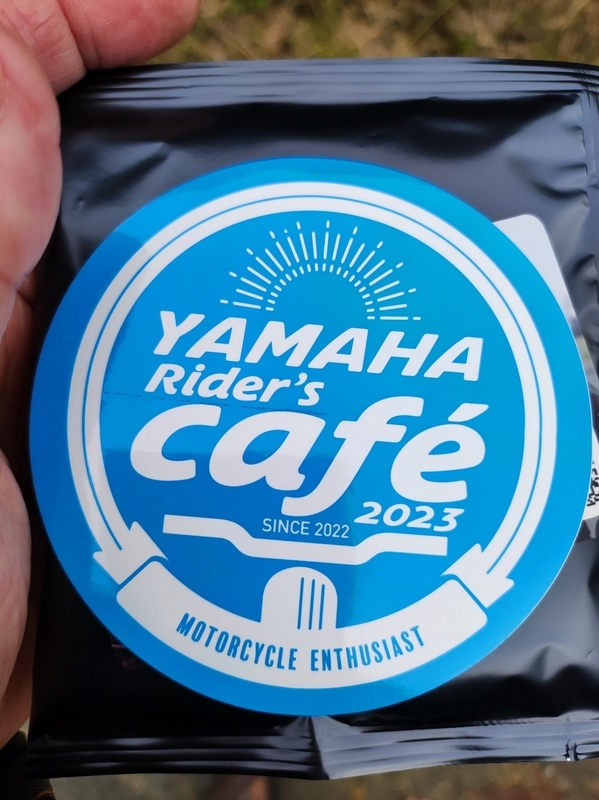 YAMAHA
Rider's
café
2023
SINCE 2022
MOTORCYCLE ENTHUSIAST